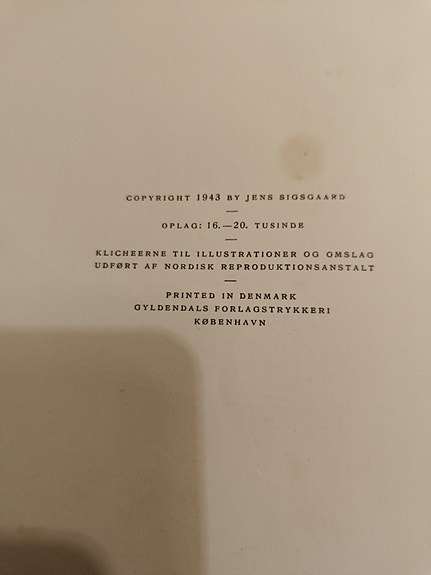 COPYRIGHT 1943 BY JENS SIGSGAARD
OPLAG: 16.—20. TUSINDE
KLICHEERNE TIL ILLUSTRATIONER OG OMSLAG
UDFØRT AF NORDISK REPRODUKTIONSANSTALT
PRINTED IN DENMARK
GYLDENDALS FORLAGSTRYKKERI
KØBENHAVN